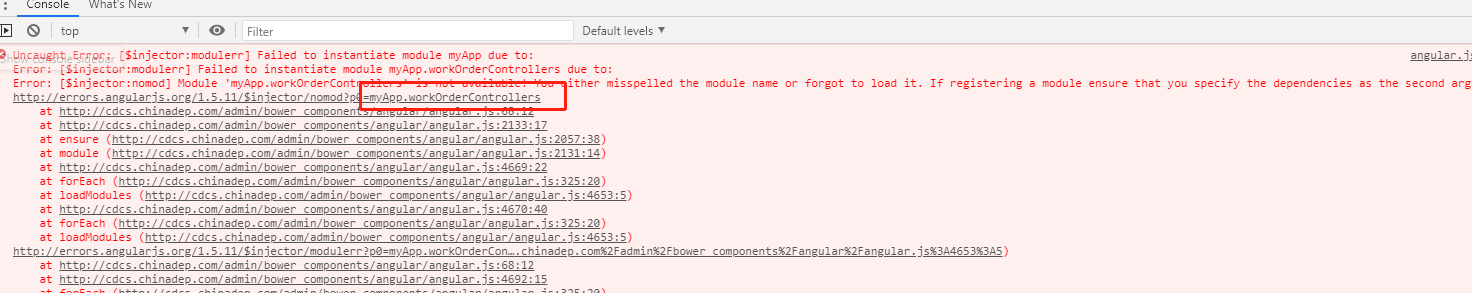 Console What's New
top Filter Default levels
Uncaught Error: [$injector:modulerr] Failed to instantiate module myApp due to: angular.js
Show console sidebar
Error: [$injector:modulerr] Failed to instantiate module myApp.workOrderControllers due to:
Error: [$injector:nomod] Module 'myApp.workOrderControllers' is not available! You either misspelled the module name or forgot to load it. If registering a module ensure that you specify the dependencies as the second arg
http://errors.angularjs.org/1.5.11/$injector/nomod?p0=myApp.workOrderControllers
at http://cdcs.chinadep.com/admin/bower_components/angular/angular.js:68:12
at http://cdcs.chinadep.com/admin/bower_components/angular/angular.js:2133:17
at ensure (http://cdcs.chinadep.com/admin/bower_components/angular/angular.js:2057:38)
at module (http://cdcs.chinadep.com/admin/bower_components/angular/angular.js:2131:14)
at http://cdcs.chinadep.com/admin/bower_components/angular/angular.js:4669:22
at forEach (http://cdcs.chinadep.com/admin/bower_components/angular/angular.js:325:20)
at loadModules (http://cdcs.chinadep.com/admin/bower_components/angular/angular.js:4653:5)
at http://cdcs.chinadep.com/admin/bower_components/angular/angular.js:4670:40
at forEach (http://cdcs.chinadep.com/admin/bower_components/angular/angular.js:325:20)
at loadModules (http://cdcs.chinadep.com/admin/bower_components/angular/angular.js:4653:5)
http://errors.angularjs.org/1.5.11/$injector/modulerr?p0=myApp.workOrderCon….chinadep.com%2Fadmin%2Fbower_components%2Fangular%2Fangular.js%3A4653%3A5)
at http://cdcs.chinadep.com/admin/bower_components/angular/angular.js:68:12
at http://cdcs.chinadep.com/admin/bower_components/angular/angular.js:4692:15
at forEach (http://cdcs.chinadep.com/admin/bower_components/angular/angular.js:325:20)